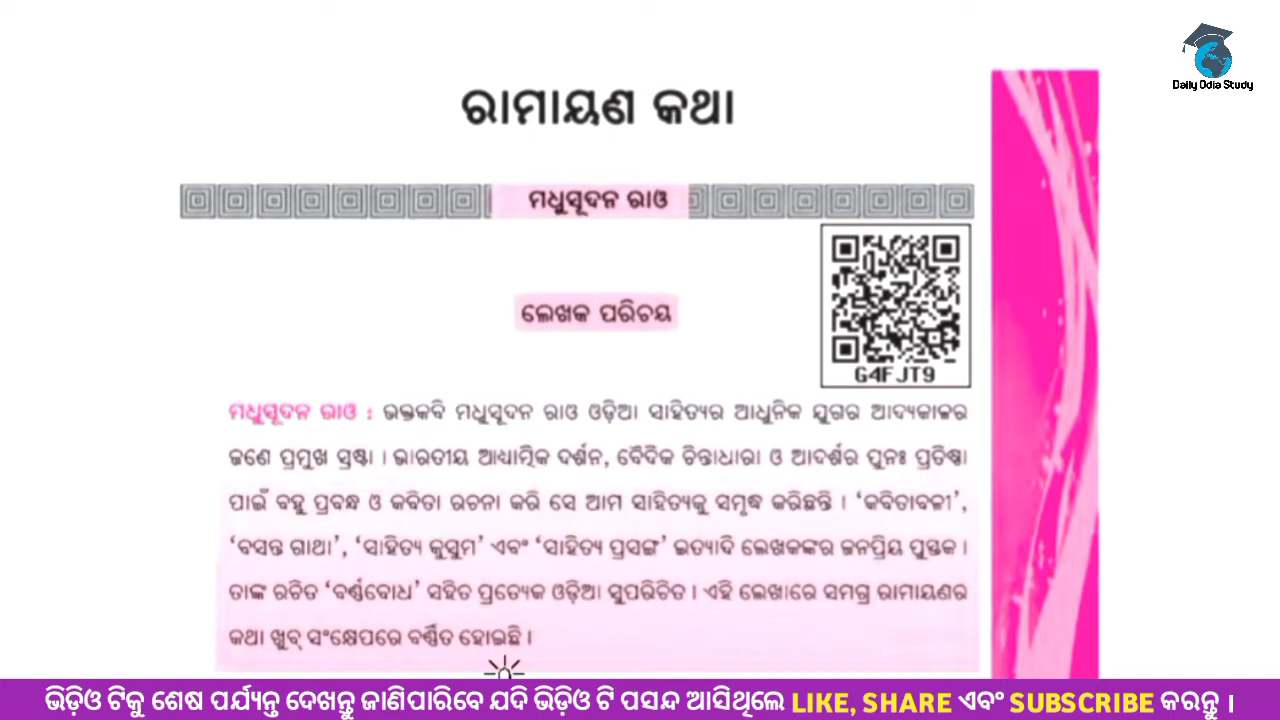 Daily Odia Study
ରାମାୟଣ କଥା
ମଧୁସୂଦନ ରାଓ
G4FJT9
ଲେଖକ ପରିଚୟ
ମଧୁସୂଦନ ରାଓ : ଭକ୍ତକବି ମଧୁସୂଦନ ରାଓ ଓଡ଼ିଆ ସାହିତ୍ୟର ଆଧୁନିକ ଯୁଗର ଆଦ୍ୟକାଳର
ଜଣେ ପ୍ରମୁଖ ସ୍ରଷ୍ଟା । ଭାରତୀୟ ଆଧ୍ୟାତ୍ମିକ ଦର୍ଶନ, ବୈଦିକ ଚିନ୍ତାଧାରା ଓ ଆଦର୍ଶର ପୁନଃ ପ୍ରତିଷ୍ଠା
ପାଇଁ ବହୁ ପ୍ରବନ୍ଧ ଓ କବିତା ରଚନା କରି ସେ ଆମ ସାହିତ୍ୟକୁ ସମୃଦ୍ଧ କରିଛନ୍ତି । ‘କବିତାବଳୀ’,
‘ବସନ୍ତ ଗାଥା’, ‘ସାହିତ୍ୟ କୁସୁମ’ ଏବଂ ‘ସାହିତ୍ୟ ପ୍ରସଙ୍ଗ’ ଇତ୍ୟାଦି ଲେଖକଙ୍କର ଜନପ୍ରିୟ ପୁସ୍ତକ ।
ତାଙ୍କ ରଚିତ ‘ବର୍ଣ୍ଣବୋଧ’ ସହିତ ପ୍ରତ୍ୟେକ ଓଡ଼ିଆ ସୁପରିଚିତ । ଏହି ଲେଖାରେ ସମଗ୍ର ରାମାୟଣର
କଥା ଖୁବ୍ ସଂକ୍ଷେପରେ ବର୍ଣ୍ଣିତ ହୋଇଛି ।
ଭିଡ଼ିଓ ଟିକୁ ଶେଷ ପର୍ଯ୍ୟନ୍ତ ଦେଖନ୍ତୁ ଜାଣିପାରିବେ ଯଦି ଭିଡ଼ିଓ ଟି ପସନ୍ଦ ଆସିଥିଲେ LIKE, SHARE ଏବଂ SUBSCRIBE କରନ୍ତୁ ।